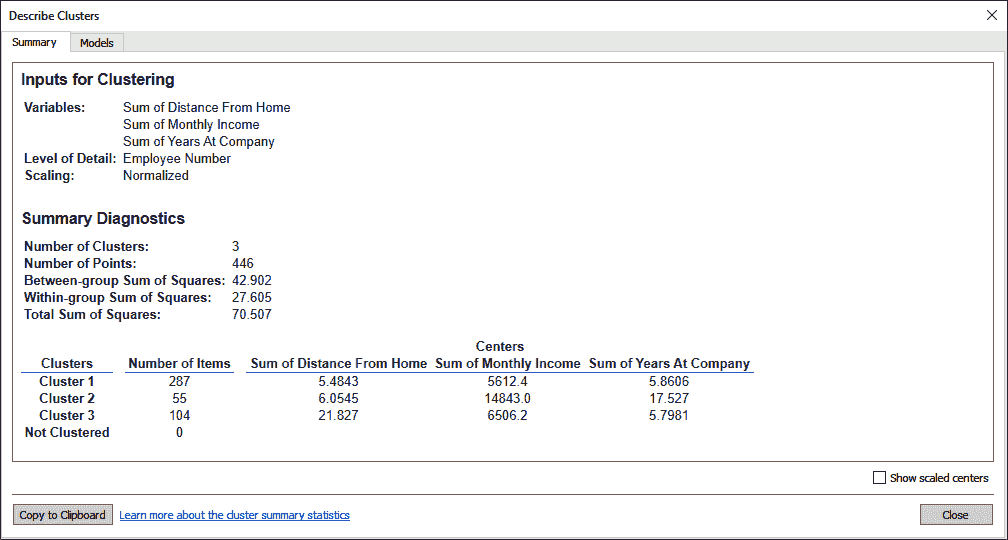 Describe Clusters
Summary Models
Inputs for Clustering
Variables: Sum of Distance From Home
Sum of Monthly Income
Sum of Years At Company
Level of Detail: Employee Number
Scaling: Normalized
Summary Diagnostics
Number of Clusters: 3
Number of Points: 446
Between-group Sum of Squares: 42.902
Within-group Sum of Squares: 27.605
Total Sum of Squares: 70.507
Centers
Clusters Number of Items Sum of Distance From Home Sum of Monthly Income Sum of Years At Company
Cluster 1 287 5.4843 5612.4 5.8606
Cluster 2 55 6.0545 14843.0 17.527
Cluster 3 104 21.827 6506.2 5.7981
Not Clustered 0
Show scaled centers
Copy to Clipboard Learn more about the cluster summary statistics Close